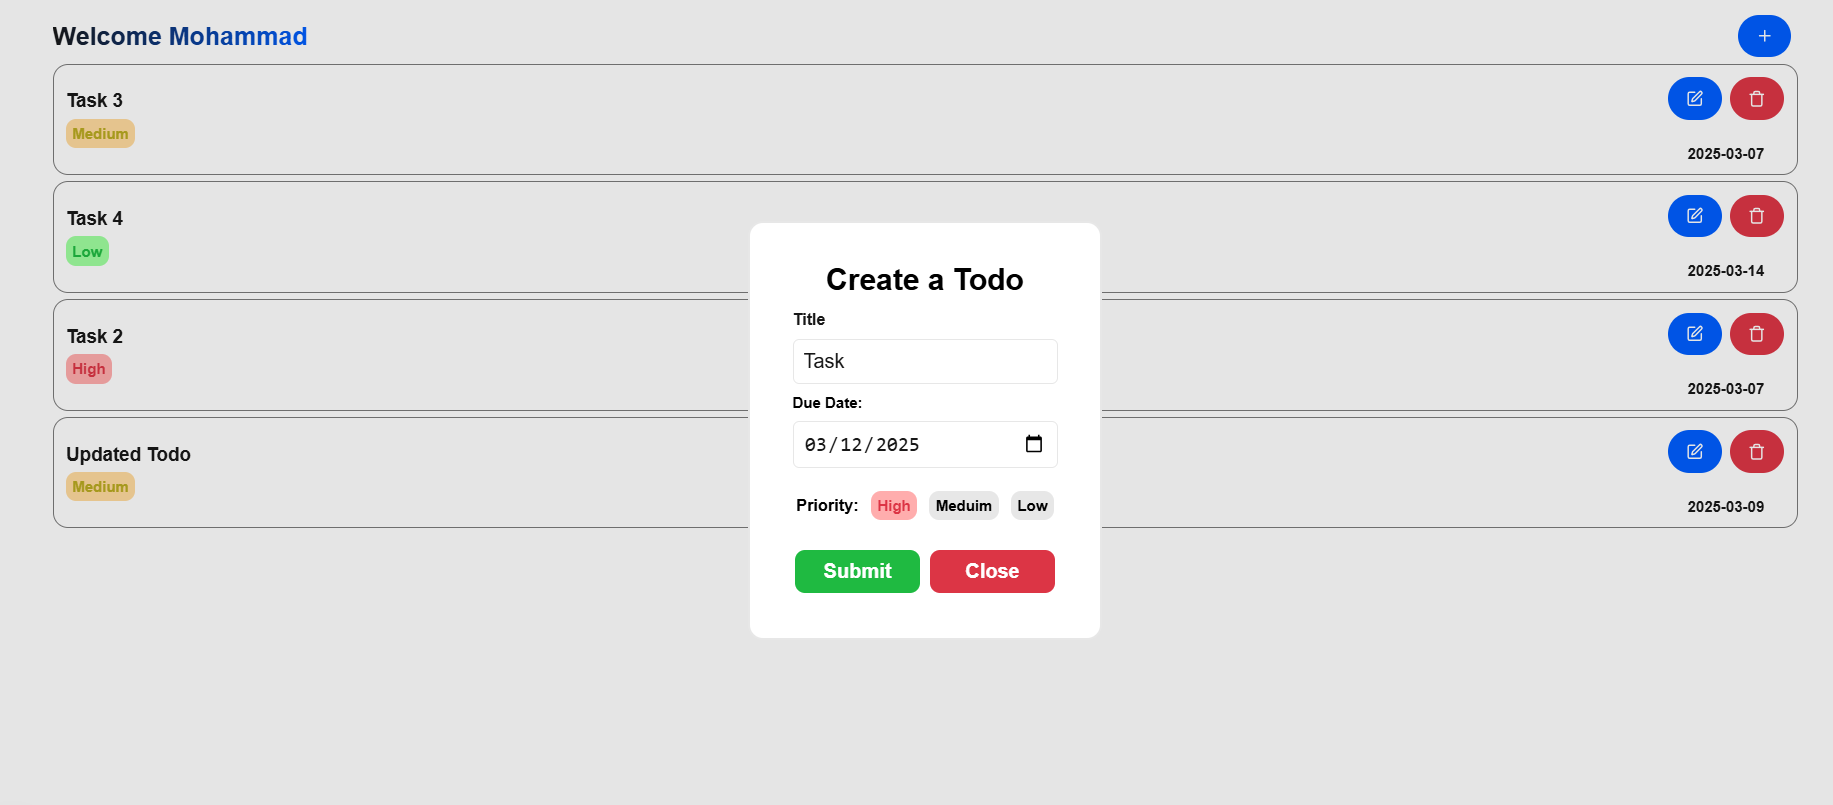 Welcome Mohammad
+
Task 3
Medium
2025-03-07
Task 4
Low
2025-03-14
Task 2
High
2025-03-07
Updated Todo
Medium
2025-03-09
Create a Todo
Title
Task
Due Date:
03/12/2025
Priority: High Meduim Low
Submit Close